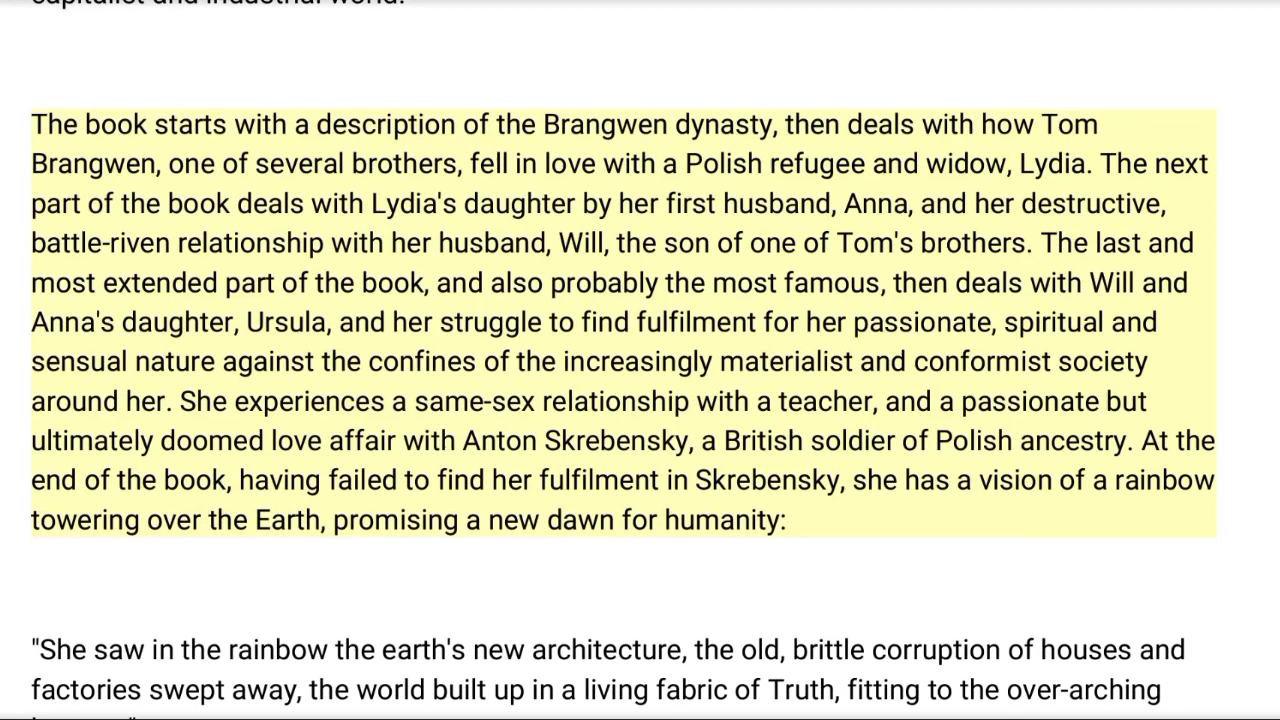 capitalist and industrial world.
The book starts with a description of the Brangwen dynasty, then deals with how Tom
Brangwen, one of several brothers, fell in love with a Polish refugee and widow, Lydia. The next
part of the book deals with Lydia's daughter by her first husband, Anna, and her destructive,
battle-riven relationship with her husband, Will, the son of one of Tom's brothers. The last and
most extended part of the book, and also probably the most famous, then deals with Will and
Anna's daughter, Ursula, and her struggle to find fulfilment for her passionate, spiritual and
sensual nature against the confines of the increasingly materialist and conformist society
around her. She experiences a same-sex relationship with a teacher, and a passionate but
ultimately doomed love affair with Anton Skrebensky, a British soldier of Polish ancestry. At the
end of the book, having failed to find her fulfilment in Skrebensky, she has a vision of a rainbow
towering over the Earth, promising a new dawn for humanity:
"She saw in the rainbow the earth's new architecture, the old, brittle corruption of houses and
factories swept away, the world built up in a living fabric of Truth, fitting to the over-arching